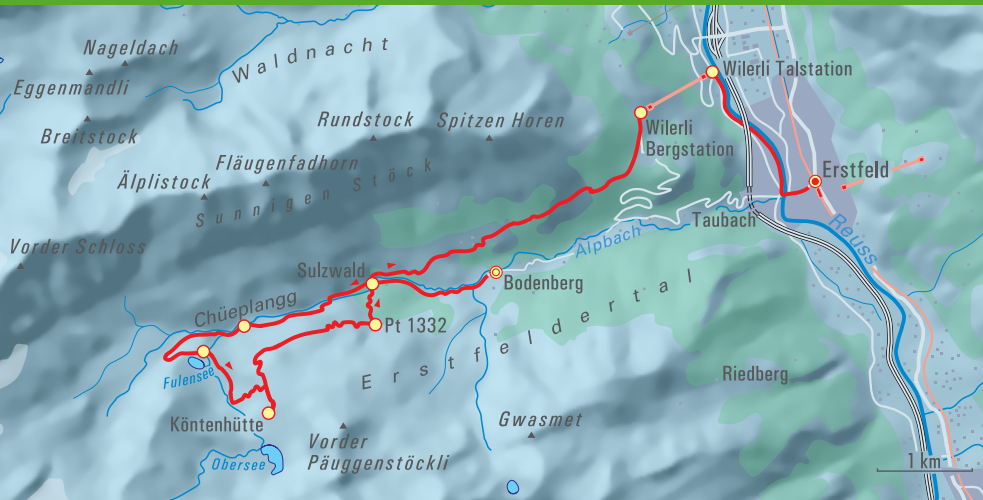 Nageldach
Waldnacht
Eggenmandli
Breitstock
Wilerli Talstation
Rundstock
Spitzen Horen
Wilerli
Bergstation
Fläugenfadhorn
Älplistock
Sunnigen Stöck
Erstfeld
Taubach
Reuss
Alpbach
Vorder Schloss
Sulzwald
Bodenberg
Chüeplangg
Pt 1332
Erstfeldertal
Fulensee
Riedberg
Köntenhütte
Gwasmet
Vorder
Päuggenstöckli
Obersee
1 km